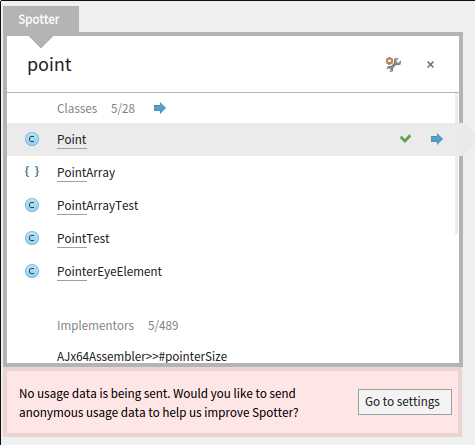 Spotter
point
Classes 5/28
C Point
{ } PointArray
C PointArrayTest
C PointTest
C PointerEyeElement
Implementors 5/489
AJx64Assembler>>#pointerSize
No usage data is being sent. Would you like to send
anonymous usage data to help us improve Spotter?
Go to settings